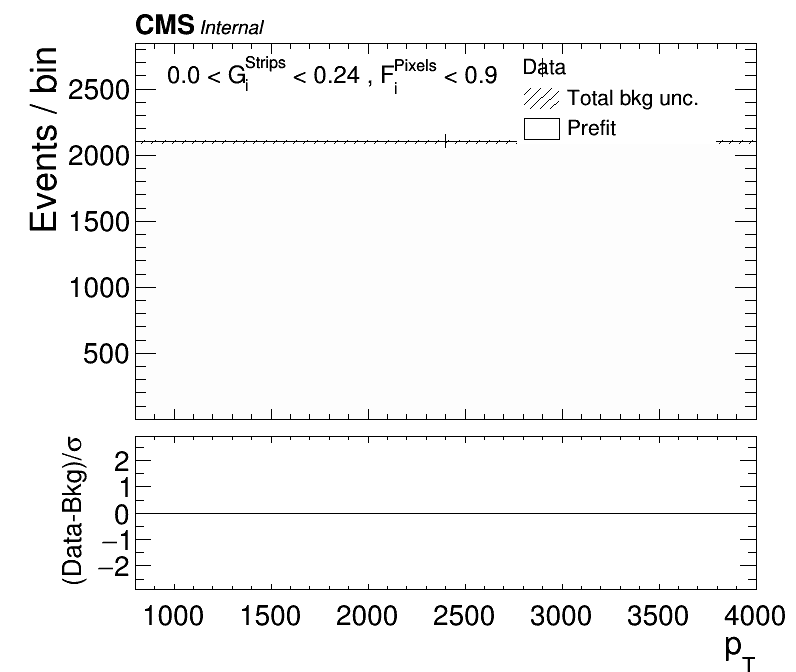 CMS Internal
0.0 < G_i^Strips < 0.24 , F_i^Pixels < 0.9
Data
Total bkg unc.
Prefit
Events / bin
2500
2000
1500
1000
500
(Data-Bkg)/σ
2
1
0
−1
−2
1000 1500 2000 2500 3000 3500 4000
p_T